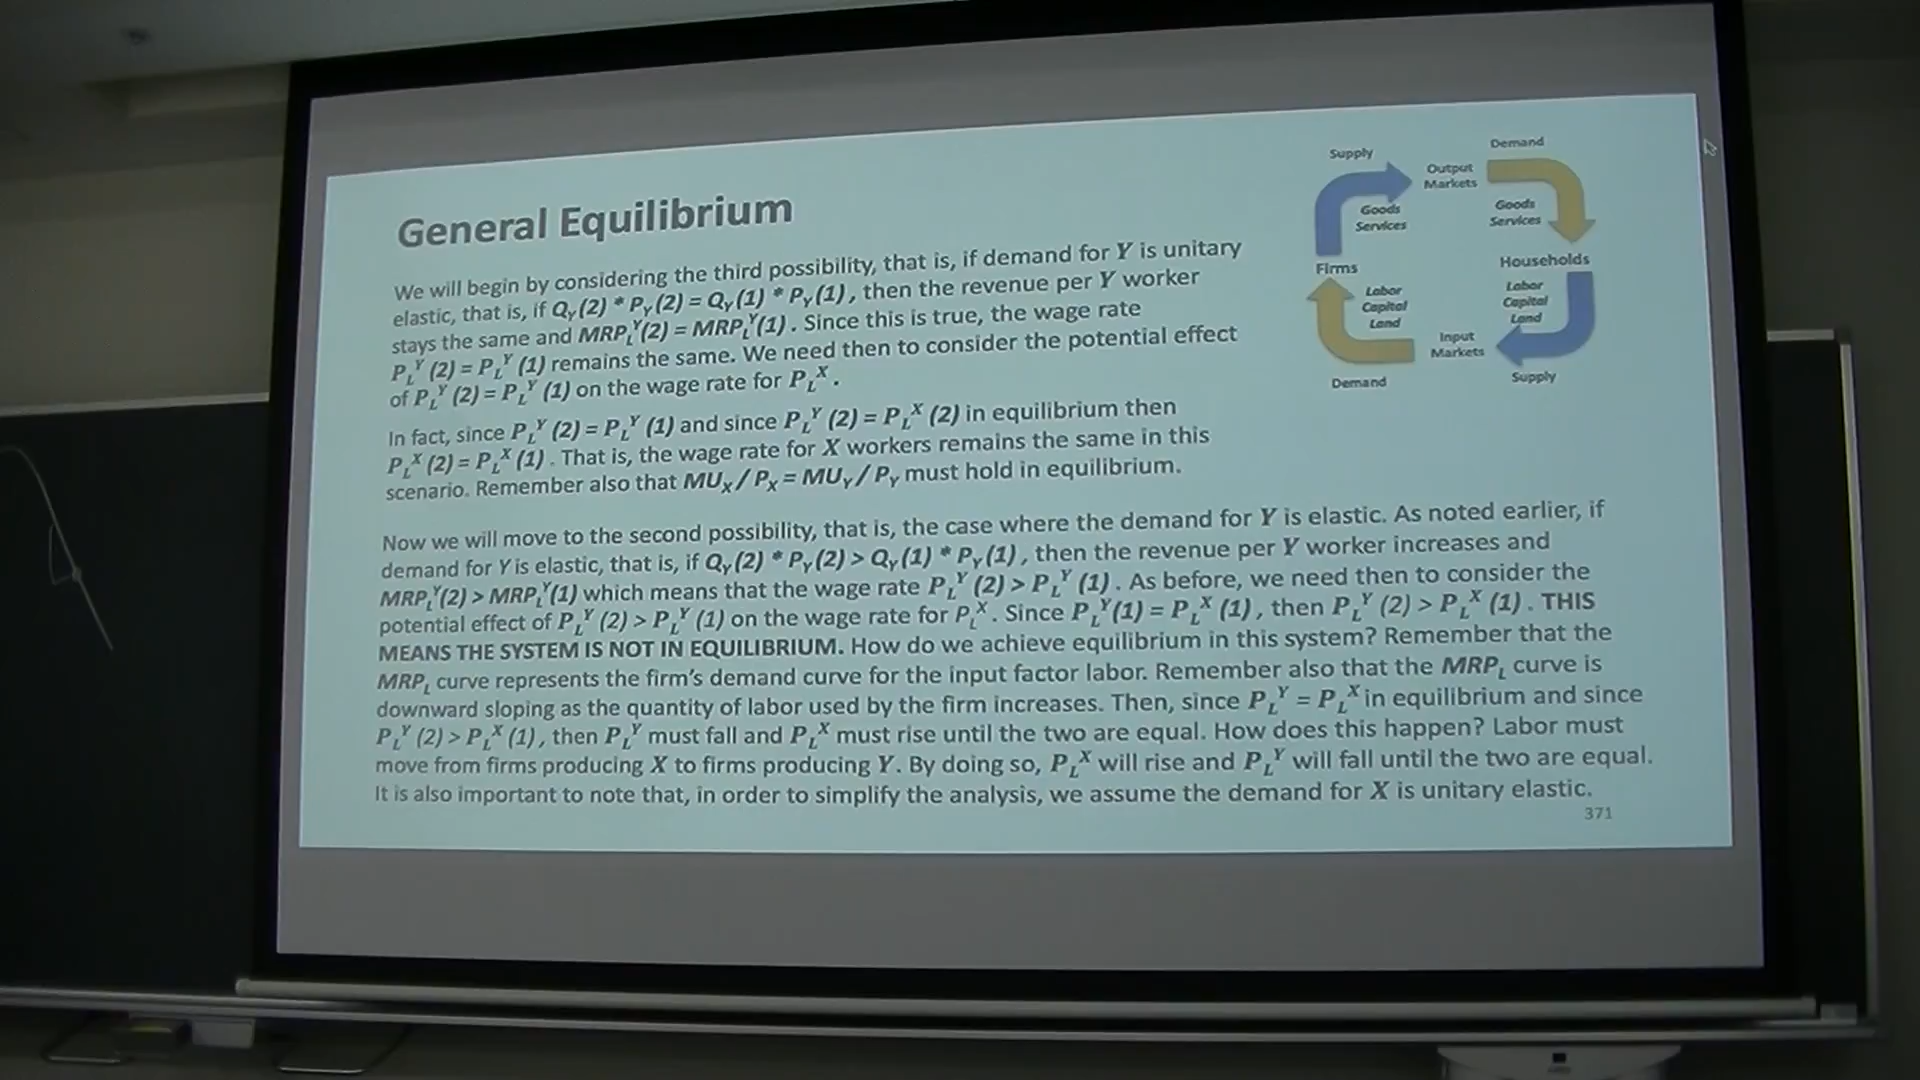 General Equilibrium
We will begin by considering the third possibility, that is, if demand for Y is unitary
elastic, that is, if Q_Y(2) * P_Y(2) = Q_Y(1) * P_Y(1), then the revenue per Y worker
stays the same and MRP_L^Y(2) = MRP_L^Y(1). Since this is true, the wage rate
P_L^Y (2) = P_L^Y (1) remains the same. We need then to consider the potential effect
of P_L^Y (2) = P_L^Y (1) on the wage rate for P_L^X.
In fact, since P_L^Y (2) = P_L^Y (1) and since P_L^Y (2) = P_L^X (2) in equilibrium then
P_L^X (2) = P_L^X (1). That is, the wage rate for X workers remains the same in this
scenario. Remember also that MU_X / P_X = MU_Y / P_Y must hold in equilibrium.
Now we will move to the second possibility, that is, the case where the demand for Y is elastic. As noted earlier, if
demand for Y is elastic, that is, if Q_Y(2) * P_Y(2) > Q_Y(1) * P_Y(1), then the revenue per Y worker increases and
MRP_L^Y(2) > MRP_L^Y(1) which means that the wage rate P_L^Y (2) > P_L^Y (1). As before, we need then to consider the
potential effect of P_L^Y (2) > P_L^Y (1) on the wage rate for P_L^X. Since P_L^Y(1) = P_L^X (1), then P_L^Y (2) > P_L^X (1). THIS
MEANS THE SYSTEM IS NOT IN EQUILIBRIUM. How do we achieve equilibrium in this system? Remember that the
MRP_L curve represents the firm's demand curve for the input factor labor. Remember also that the MRP_L curve is
downward sloping as the quantity of labor used by the firm increases. Then, since P_L^Y = P_L^X in equilibrium and since
P_L^Y (2) > P_L^X (1), then P_L^Y must fall and P_L^X must rise until the two are equal. How does this happen? Labor must
move from firms producing X to firms producing Y. By doing so, P_L^X will rise and P_L^Y will fall until the two are equal.
It is also important to note that, in order to simplify the analysis, we assume the demand for X is unitary elastic.
371
Supply
Demand
Output
Markets
Goods
Services
Goods
Services
Firms
Households
Labor
Capital
Land
Labor
Capital
Land
Input
Markets
Demand
Supply